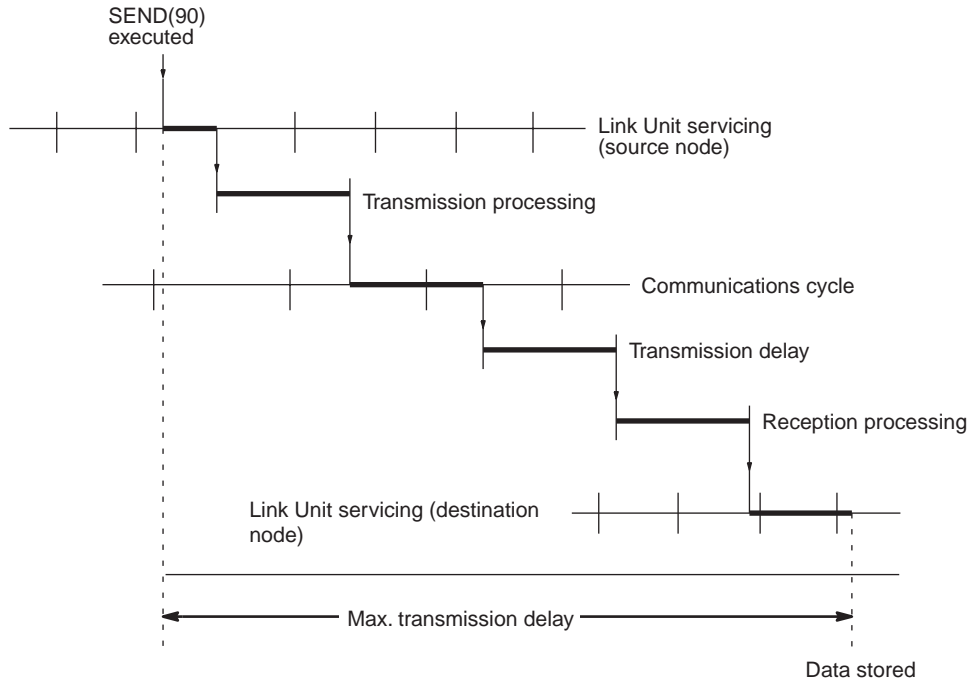 SEND(90)
executed
Link Unit servicing
(source node)
Transmission processing
Communications cycle
Transmission delay
Reception processing
Link Unit servicing (destination
node)
Max. transmission delay
Data stored